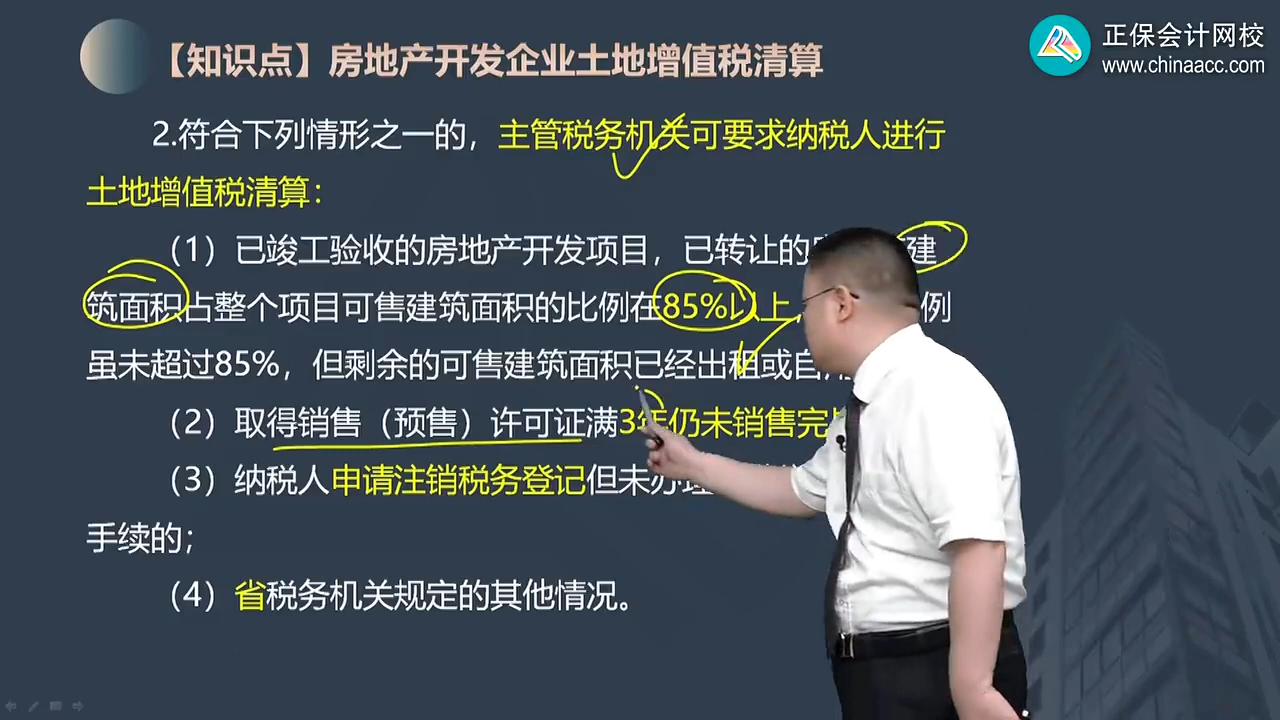 【知识点】房地产开发企业土地增值税清算
正保会计网校
www.chinaacc.com
2.符合下列情形之一的，主管税务机关可要求纳税人进行
土地增值税清算：
（1）已竣工验收的房地产开发项目，已转让的 建
筑面积占整个项目可售建筑面积的比例在85%以上， 例
虽未超过85%，但剩余的可售建筑面积已经出租或自
（2）取得销售（预售）许可证满3年仍未销售完
（3）纳税人申请注销税务登记但未办理
手续的；
（4）省税务机关规定的其他情况。